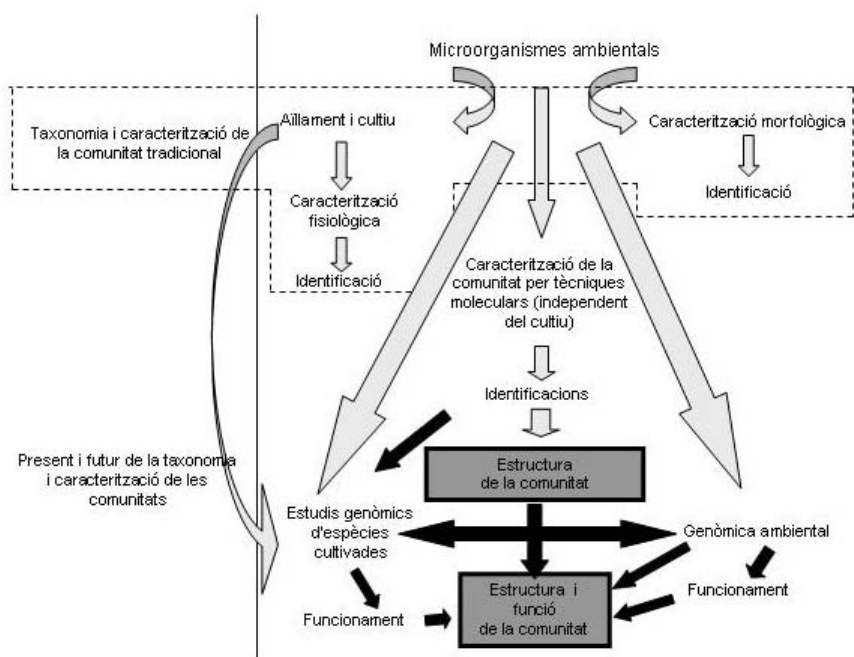 Microorganismes ambientals
Taxonomia i caracterització de
la comunitat tradicional
Aïllament i cultiu
Caracterització
fisiològica
Identificació
Caracterització morfològica
Identificació
Caracterització de la
comunitat per tècniques
moleculars (independent
del cultiu)
Identificacions
Estructura
de la comunitat
Present i futur de la taxonomia
i caracterització de les
comunitats
Estudis genòmics
d'espècies
cultivades
Genòmica ambiental
Funcionament
Estructura i
funció
de la comunitat
Funcionament